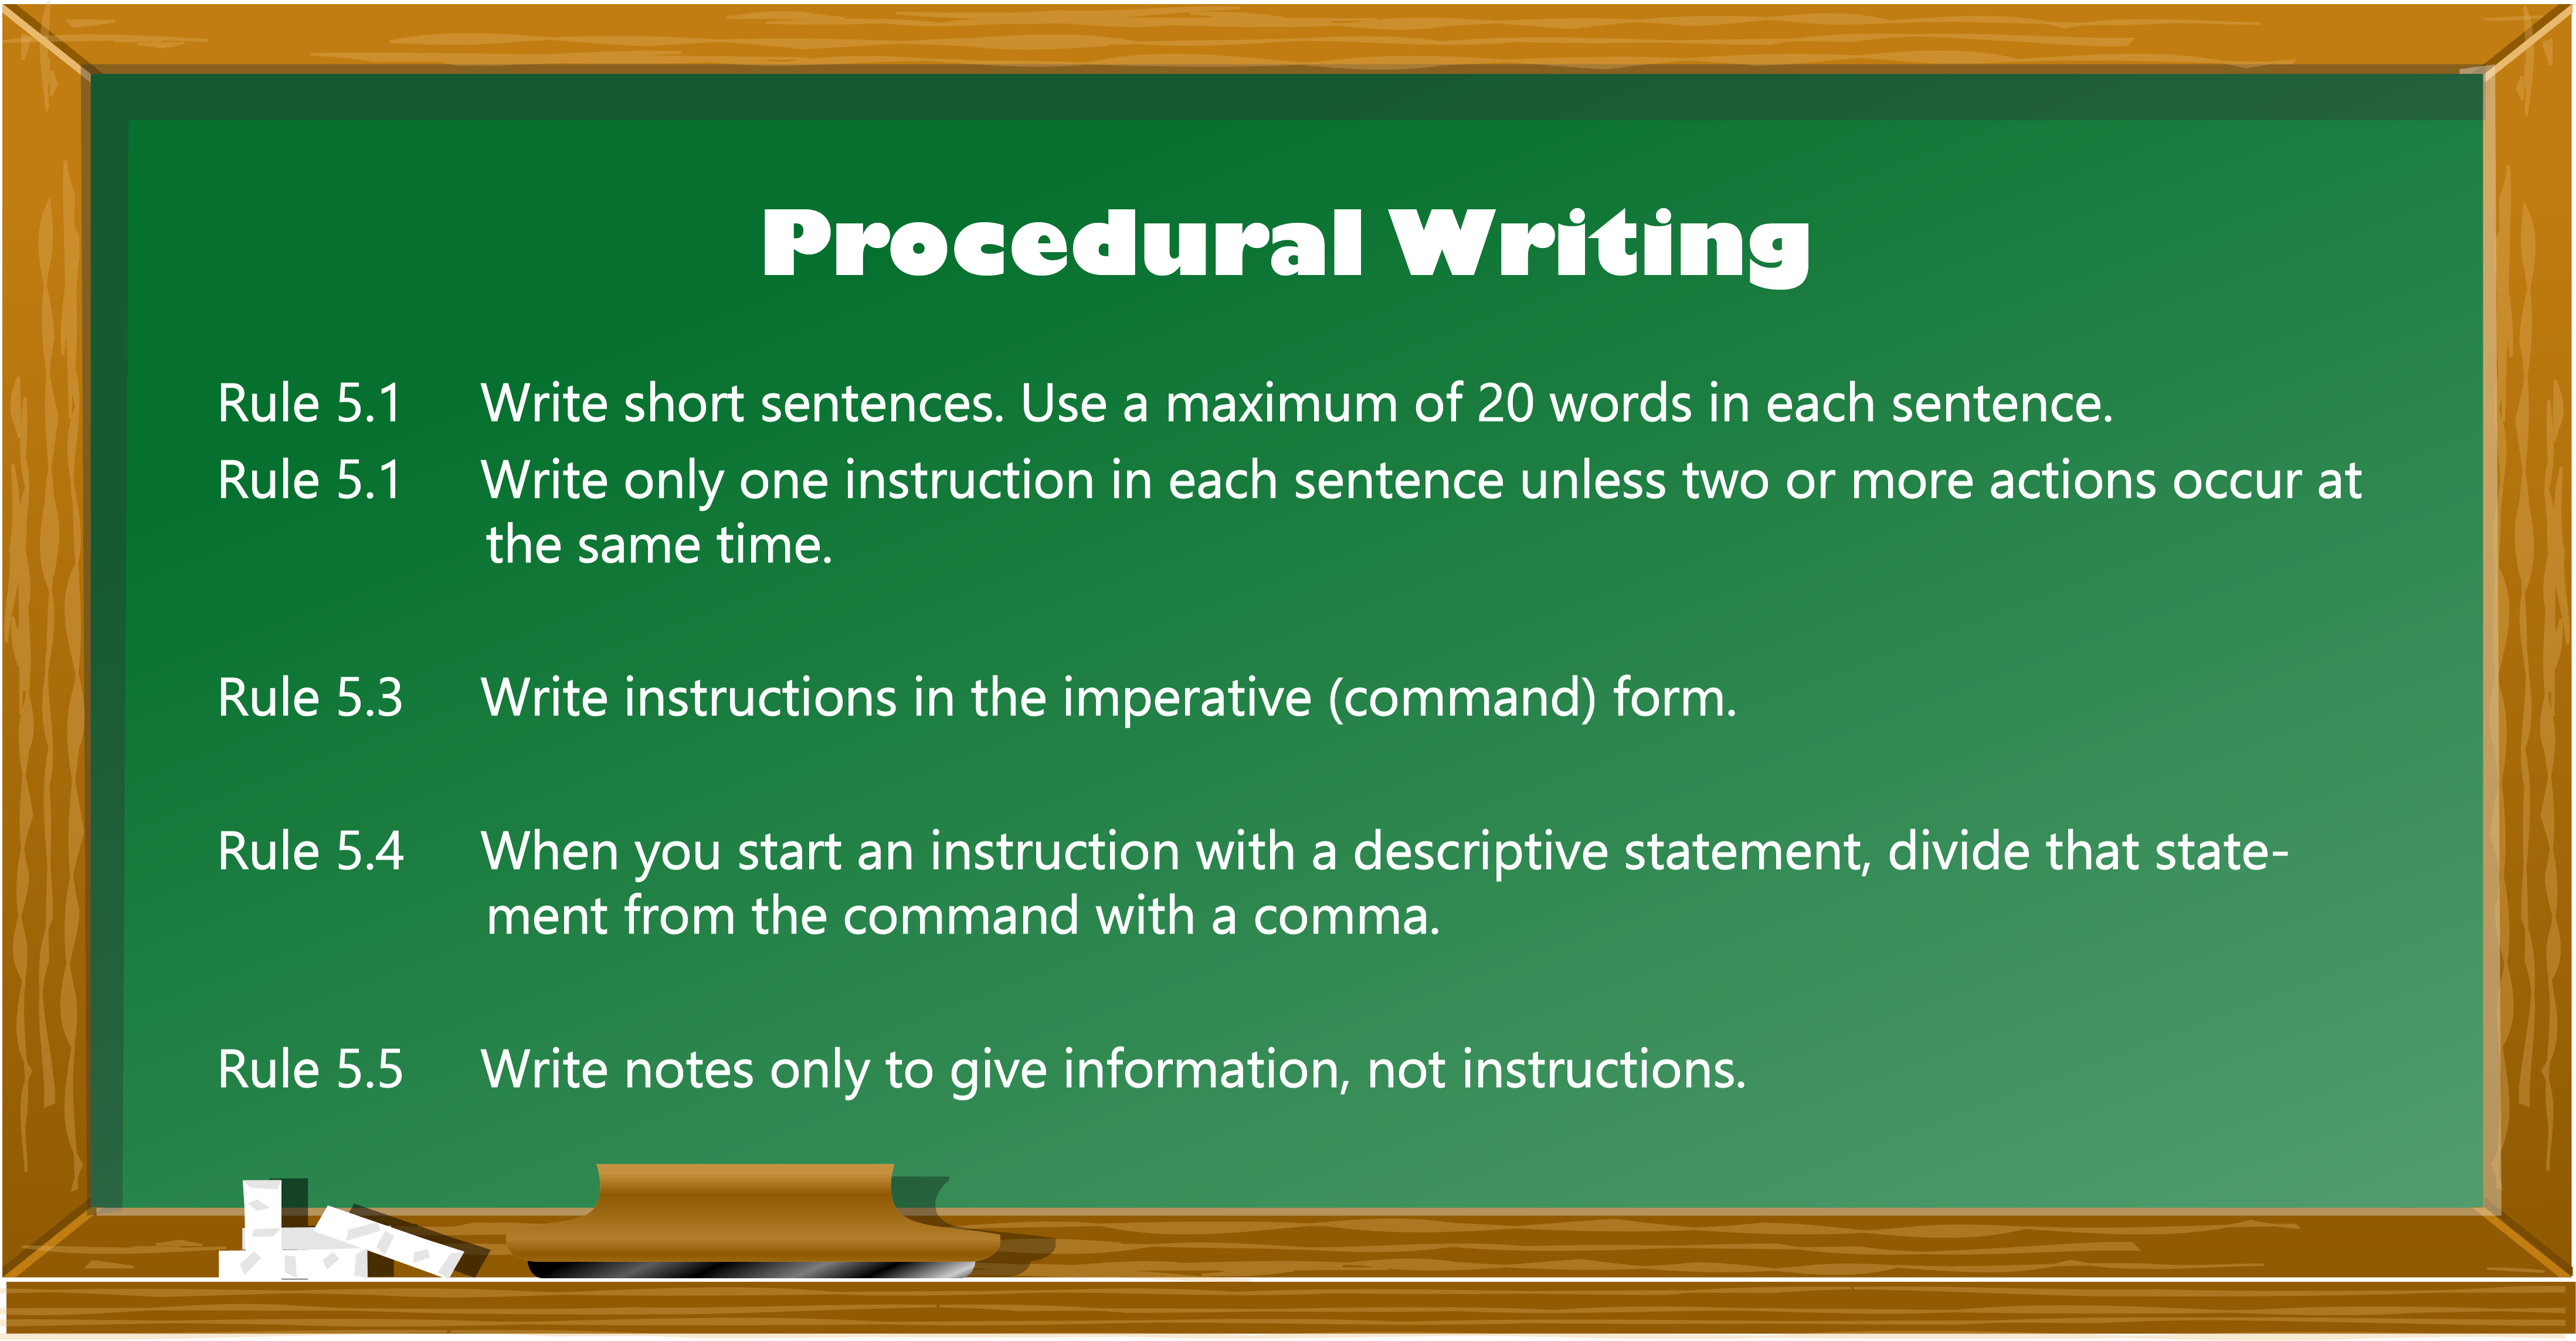 Procedural Writing
Rule 5.1 Write short sentences. Use a maximum of 20 words in each sentence.
Rule 5.1 Write only one instruction in each sentence unless two or more actions occur at
the same time.
Rule 5.3 Write instructions in the imperative (command) form.
Rule 5.4 When you start an instruction with a descriptive statement, divide that state-
ment from the command with a comma.
Rule 5.5 Write notes only to give information, not instructions.